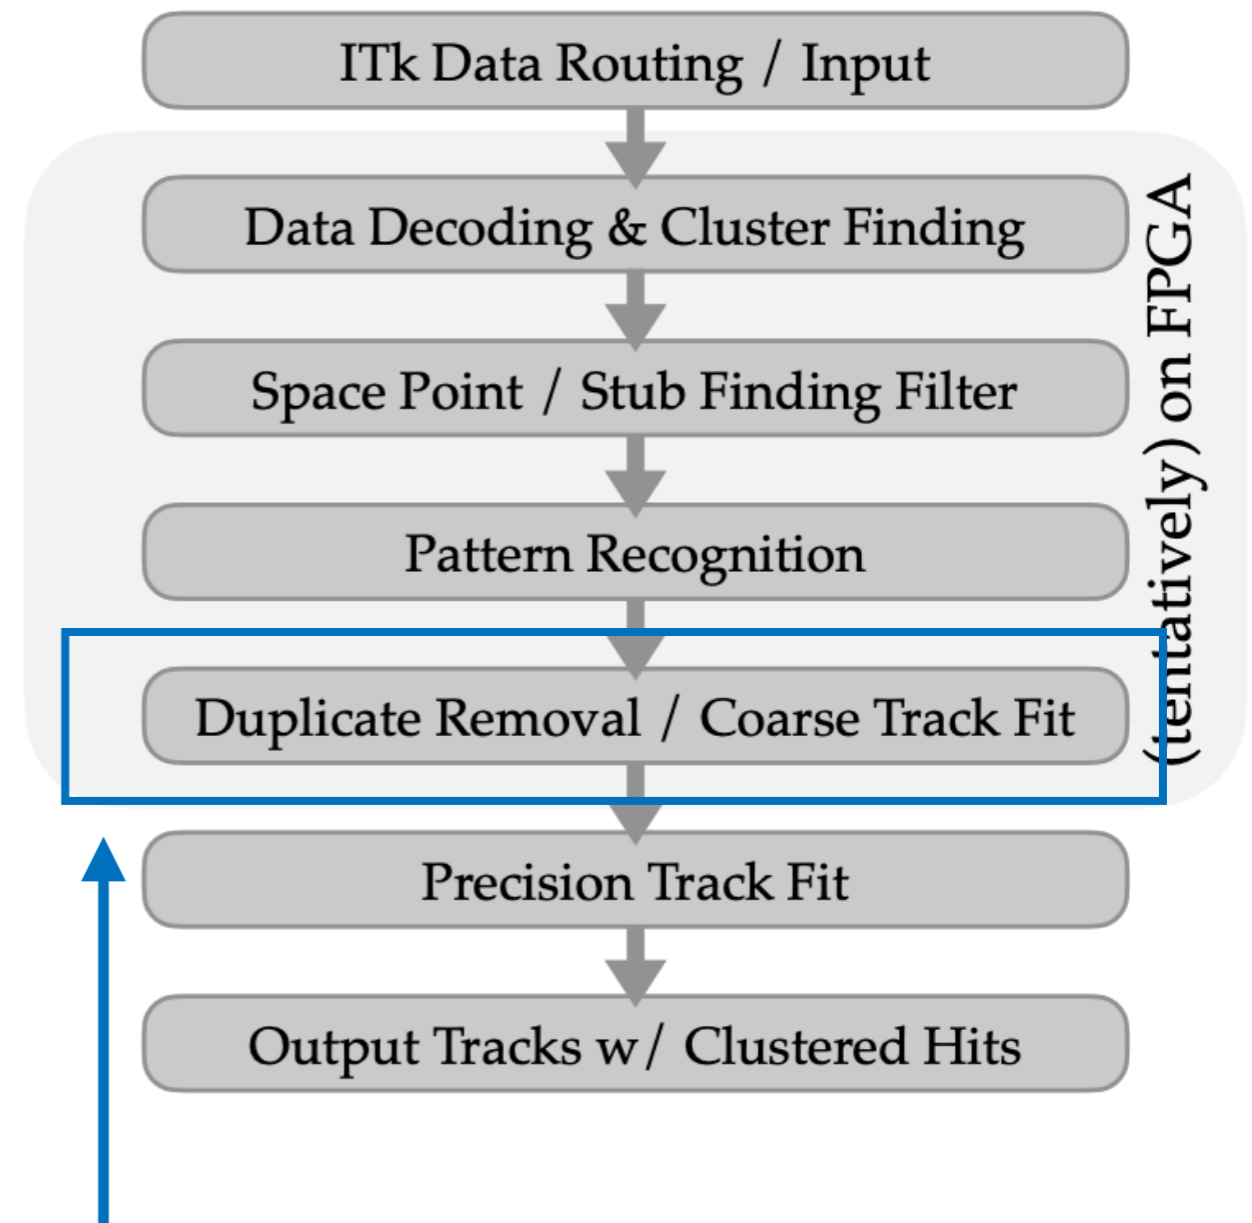 ITk Data Routing / Input
Data Decoding & Cluster Finding
Space Point / Stub Finding Filter
Pattern Recognition
Duplicate Removal / Coarse Track Fit
Precision Track Fit
Output Tracks w/ Clustered Hits
(tentatively) on FPGA